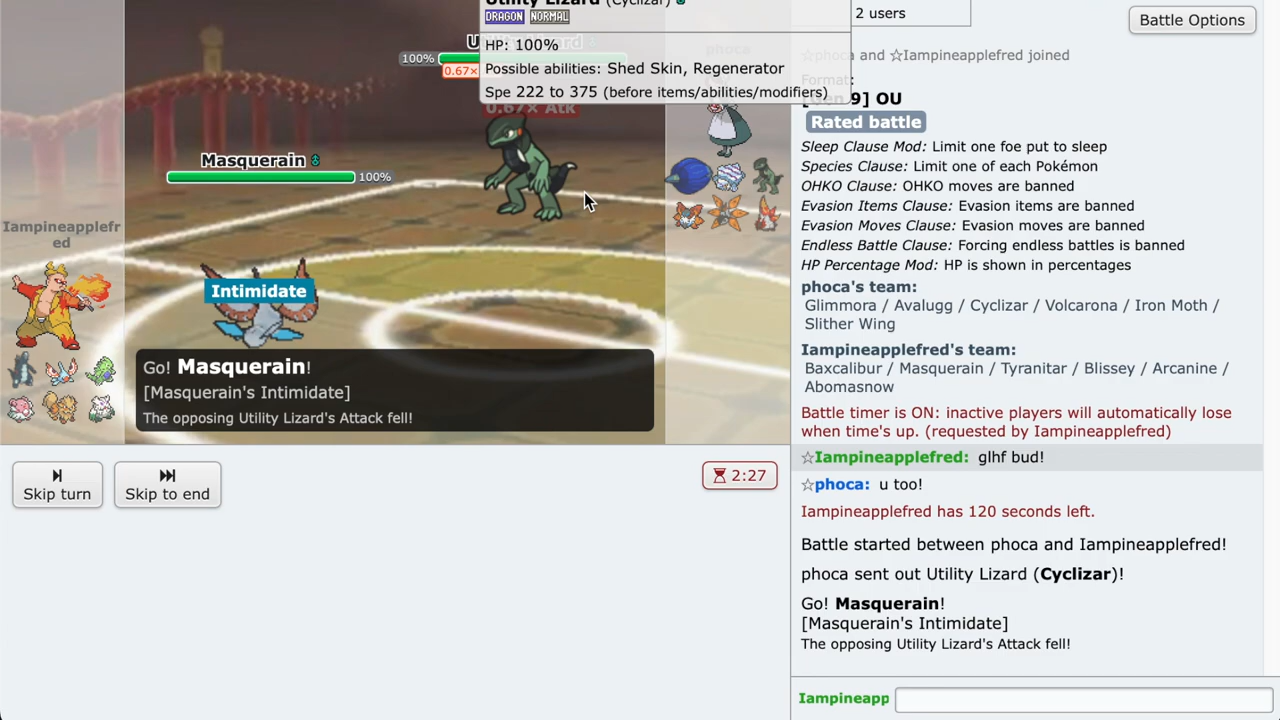 Utility Lizard (Cyclizar)
DRAGON NORMAL
HP: 100%
Possible abilities: Shed Skin, Regenerator
Spe 222 to 375 (before items/abilities/modifiers)
100%
0.67×
0.67× Atk
phoca
Masquerain
100%
Iampineapplefr
ed
Intimidate
Go! Masquerain!
[Masquerain's Intimidate]
The opposing Utility Lizard's Attack fell!
Skip turn
Skip to end
2:27
2 users
Battle Options
☆phoca and ☆Iampineapplefred joined
Format:
[Gen 9] OU
Rated battle
Sleep Clause Mod: Limit one foe put to sleep
Species Clause: Limit one of each Pokémon
OHKO Clause: OHKO moves are banned
Evasion Items Clause: Evasion items are banned
Evasion Moves Clause: Evasion moves are banned
Endless Battle Clause: Forcing endless battles is banned
HP Percentage Mod: HP is shown in percentages
phoca's team:
Glimmora / Avalugg / Cyclizar / Volcarona / Iron Moth /
Slither Wing
Iampineapplefred's team:
Baxcalibur / Masquerain / Tyranitar / Blissey / Arcanine /
Abomasnow
Battle timer is ON: inactive players will automatically lose
when time's up. (requested by Iampineapplefred)
☆Iampineapplefred: glhf bud!
☆phoca: u too!
Iampineapplefred has 120 seconds left.
Battle started between phoca and Iampineapplefred!
phoca sent out Utility Lizard (Cyclizar)!
Go! Masquerain!
[Masquerain's Intimidate]
The opposing Utility Lizard's Attack fell!
Iampineapp